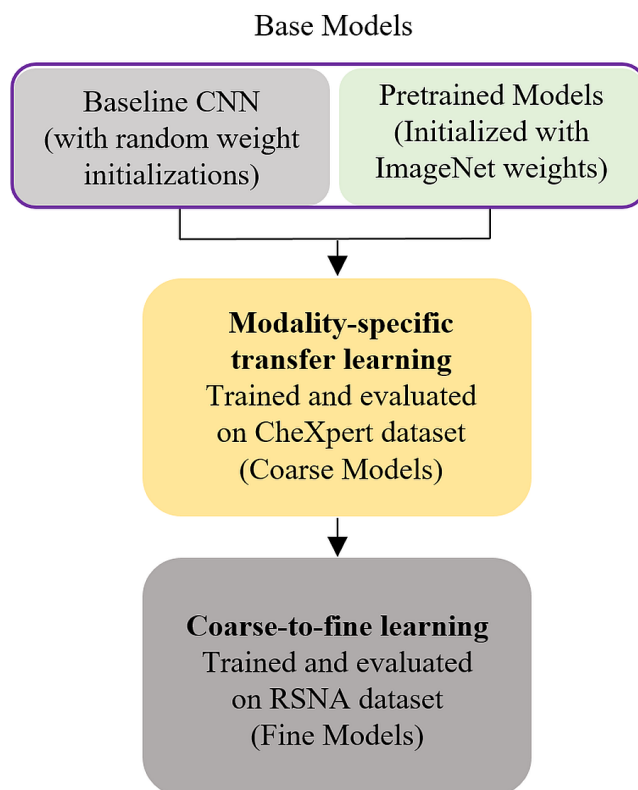 Base Models
Baseline CNN
(with random weight
initializations)
Pretrained Models
(Initialized with
ImageNet weights)
Modality-specific
transfer learning
Trained and evaluated
on CheXpert dataset
(Coarse Models)
Coarse-to-fine learning
Trained and evaluated
on RSNA dataset
(Fine Models)